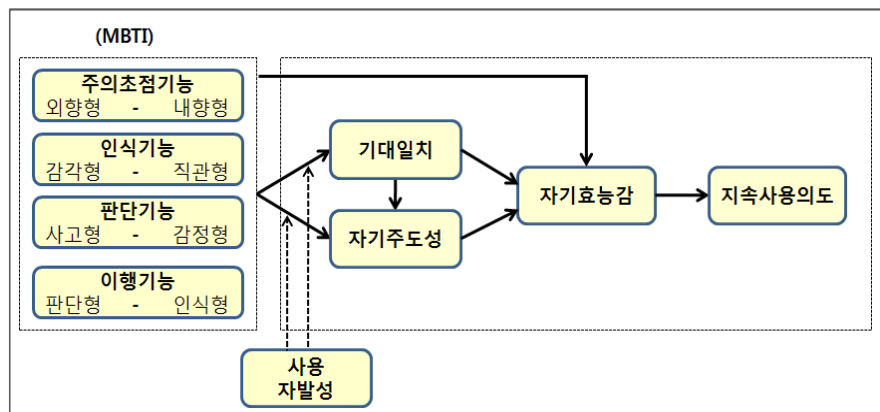 (MBTI)
주의초점기능
외향형 - 내향형
인식기능
감각형 - 직관형
판단기능
사고형 - 감정형
이행기능
판단형 - 인식형
기대일치
자기주도성
자기효능감
지속사용의도
사용
자발성